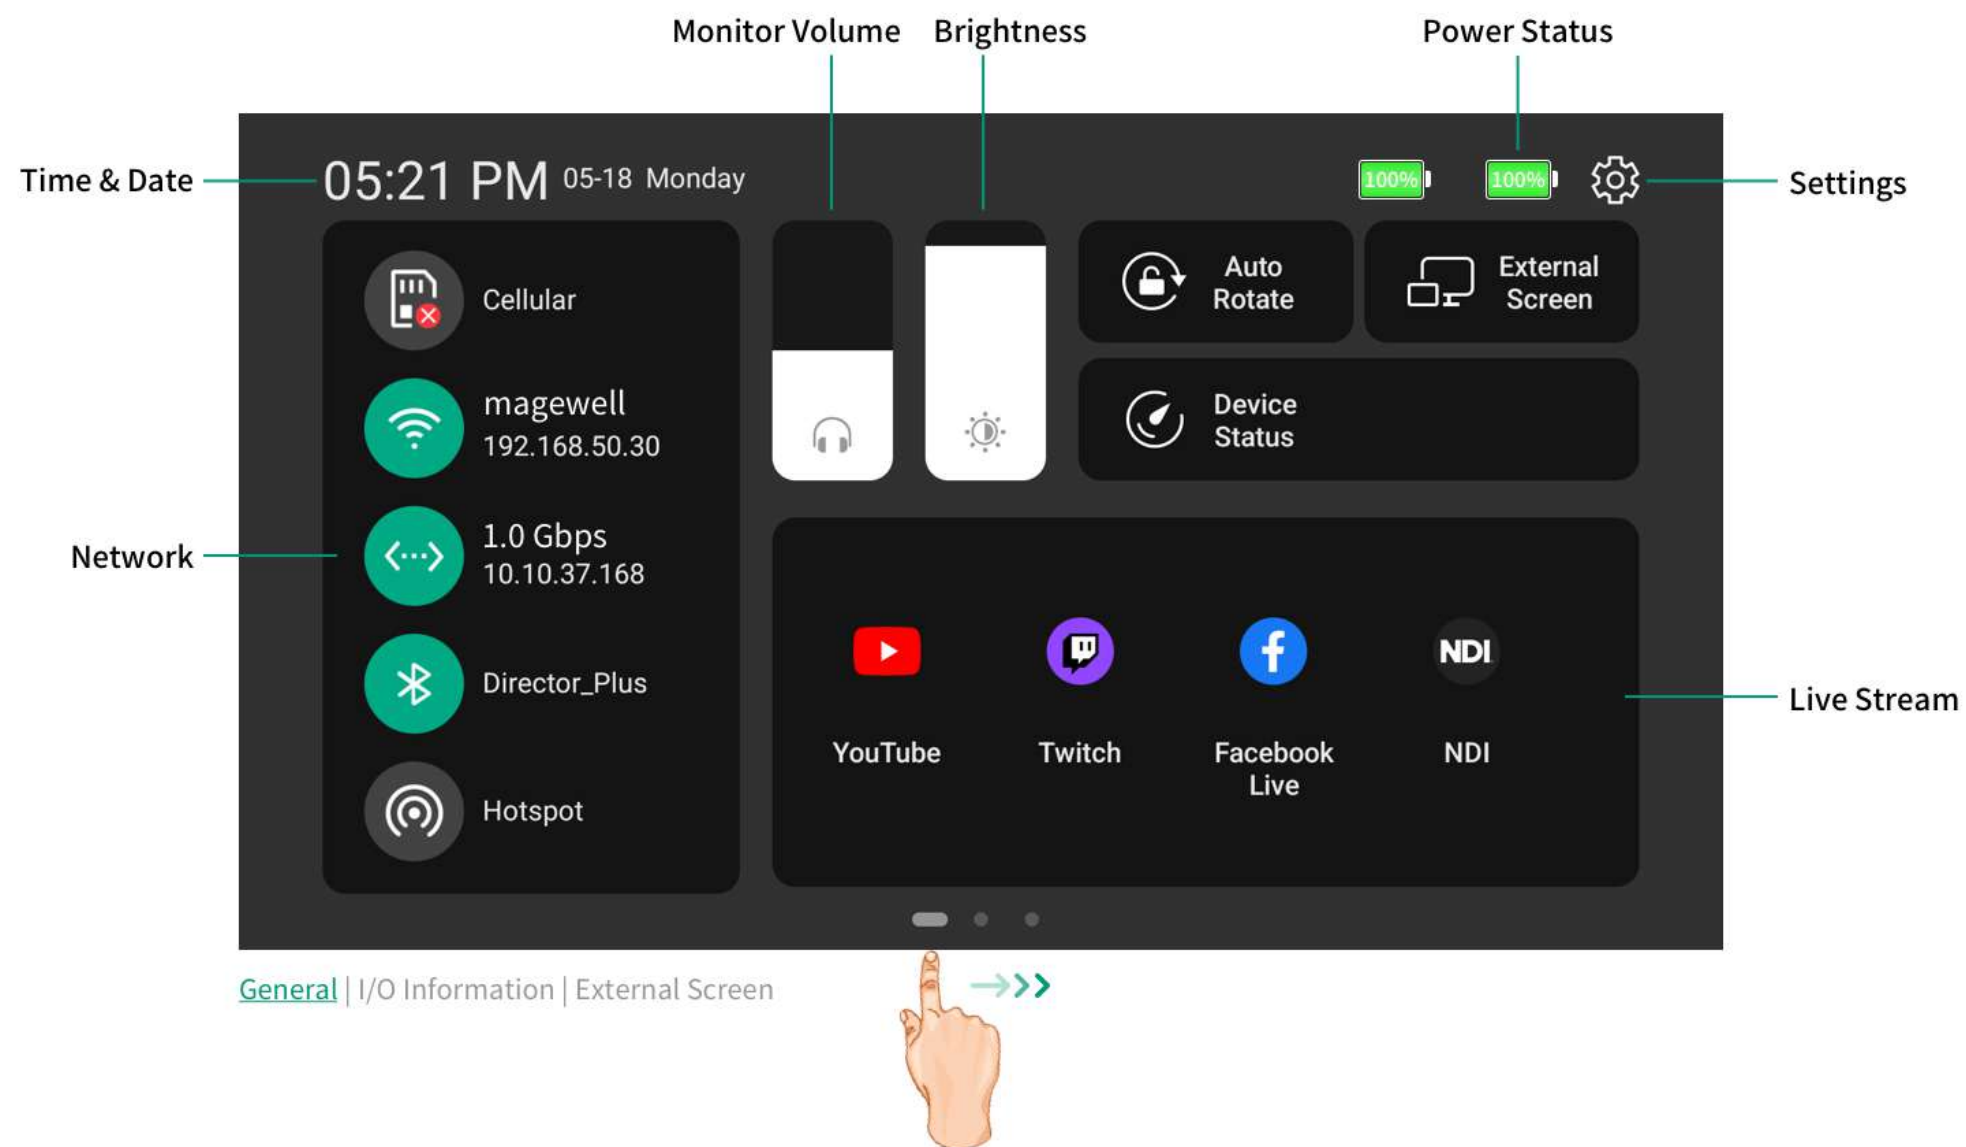 Monitor Volume Brightness Power Status
Time & Date
05:21 PM 05-18 Monday
100% 100%
Settings
Cellular
magewell
192.168.50.30
Network
1.0 Gbps
10.10.37.168
Director_Plus
Hotspot
Auto
Rotate
External
Screen
Device
Status
NDI
YouTube
Twitch
Facebook
Live
NDI
Live Stream
General | I/O Information | External Screen